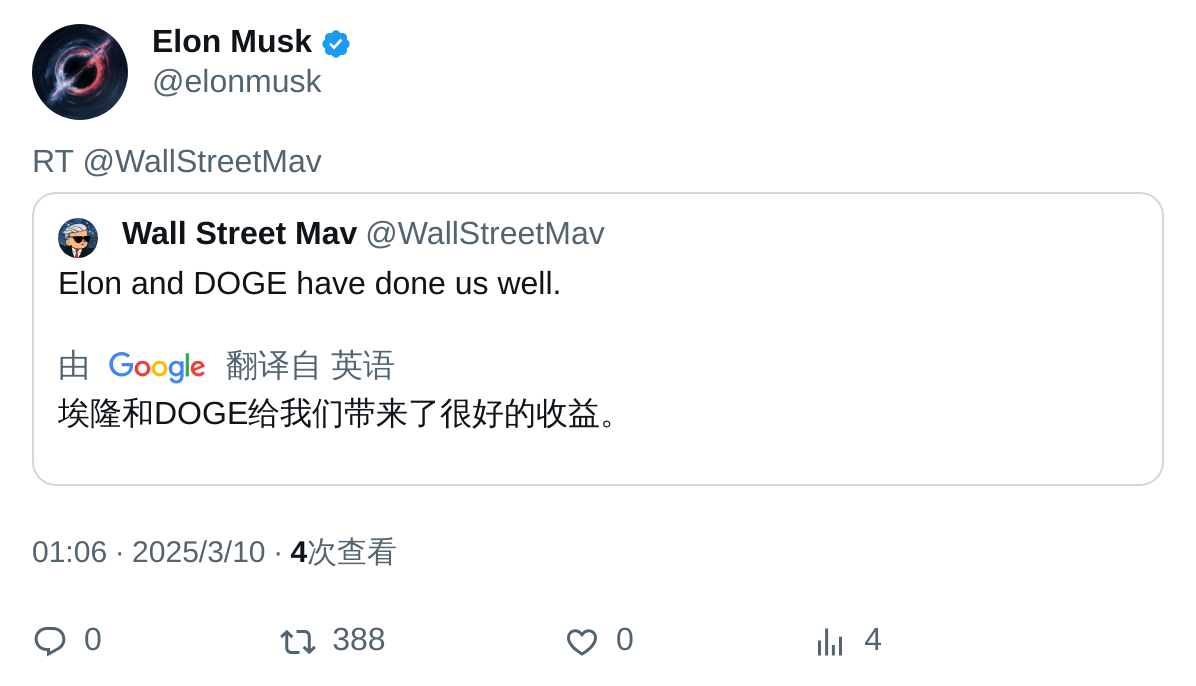 Elon Musk
@elonmusk
RT @WallStreetMav
Wall Street Mav @WallStreetMav
Elon and DOGE have done us well.
由 Google 翻译自 英语
埃隆和DOGE给我们带来了很好的收益。
01:06 · 2025/3/10 · 4次查看
0 388 0 4